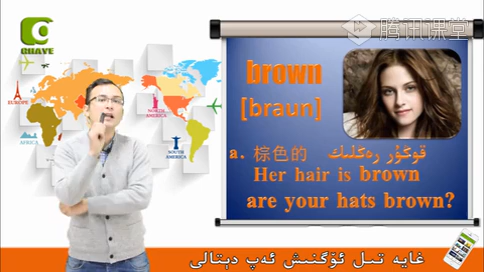 GHAYE
腾讯课堂
EUROPE
AFRICA
NORTH AMERICA
SOUTH AMERICA
brown
[braun]
a. 棕色的 قوڭۇر رەڭلىك
Her hair is brown
are your hats brown?
غايە تىل ئۆگىنىش ئەپ دېتالى